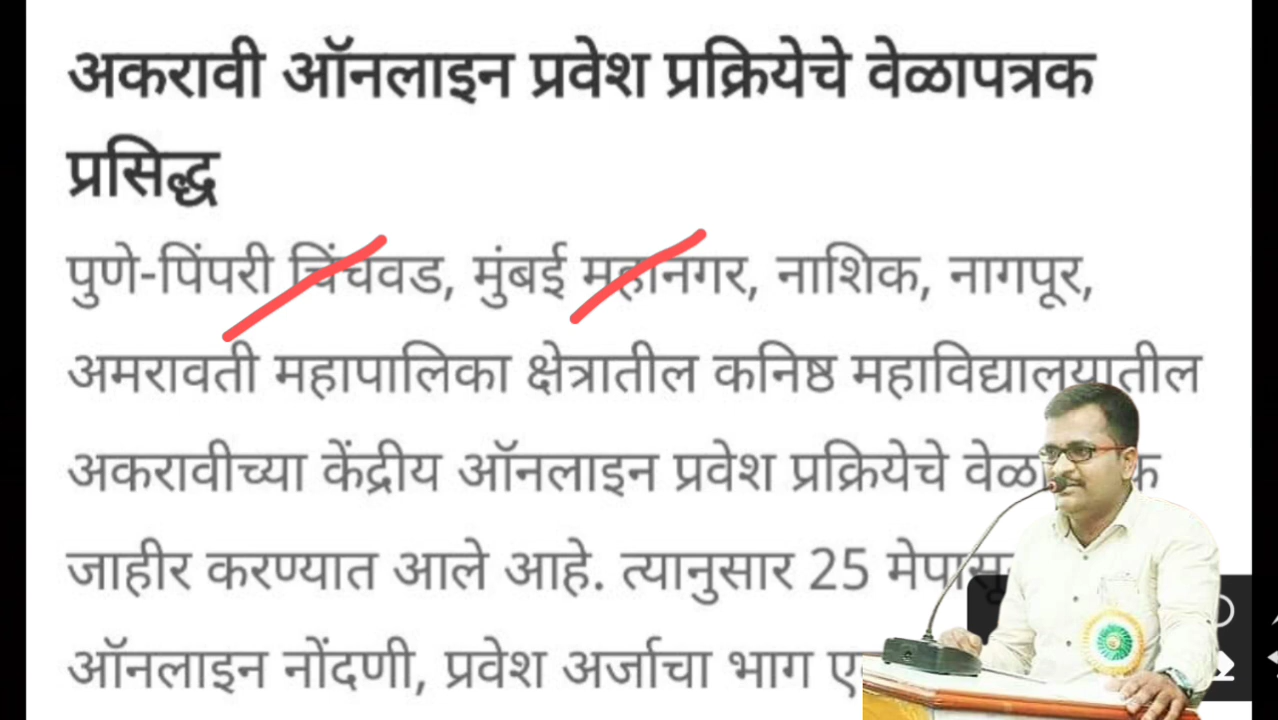 अकरावी ऑनलाइन प्रवेश प्रक्रियेचे वेळापत्रक
प्रसिद्ध
पुणे-पिंपरी चिंचवड, मुंबई महानगर, नाशिक, नागपूर,
अमरावती महापालिका क्षेत्रातील कनिष्ठ महाविद्यालयातील
अकरावीच्या केंद्रीय ऑनलाइन प्रवेश प्रक्रियेचे
जाहीर करण्यात आले आहे. त्यानुसार 25
ऑनलाइन नोंदणी, प्रवेश अर्जाचा भाग